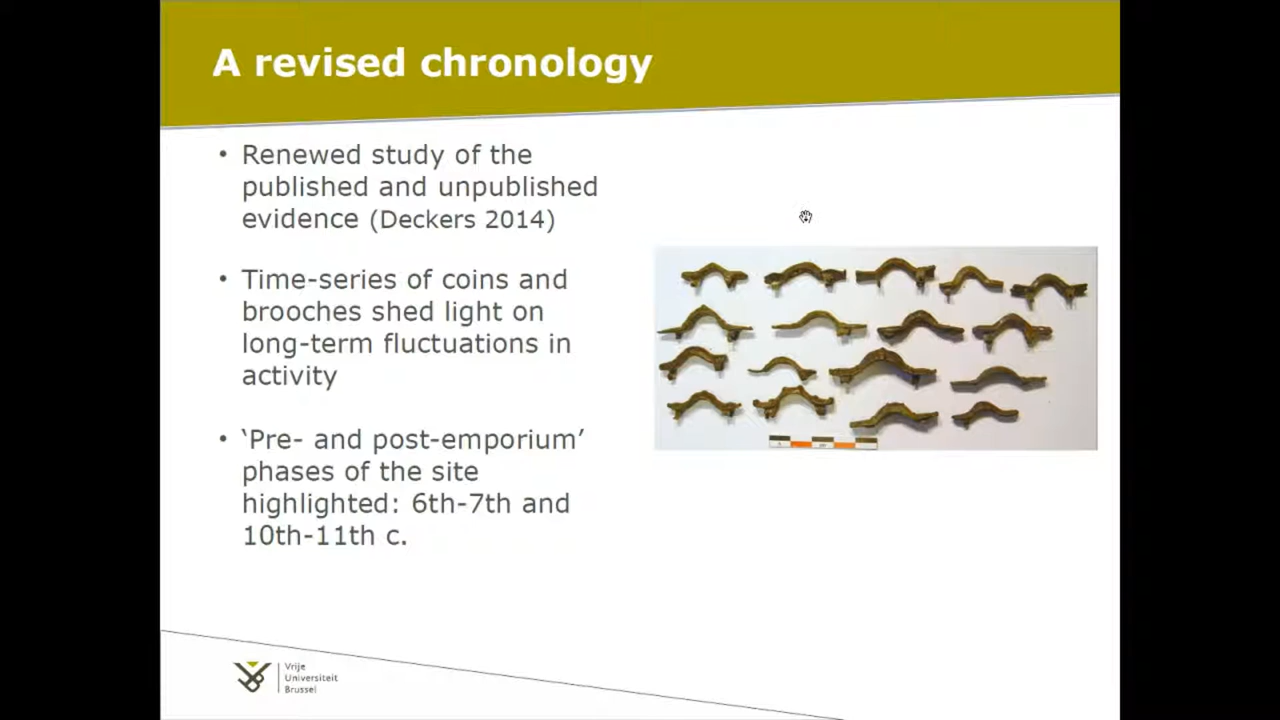 A revised chronology
• Renewed study of the
published and unpublished
evidence (Deckers 2014)
• Time-series of coins and
brooches shed light on
long-term fluctuations in
activity
• ‘Pre- and post-emporium’
phases of the site
highlighted: 6th-7th and
10th-11th c.
Vrije
Universiteit
Brussel